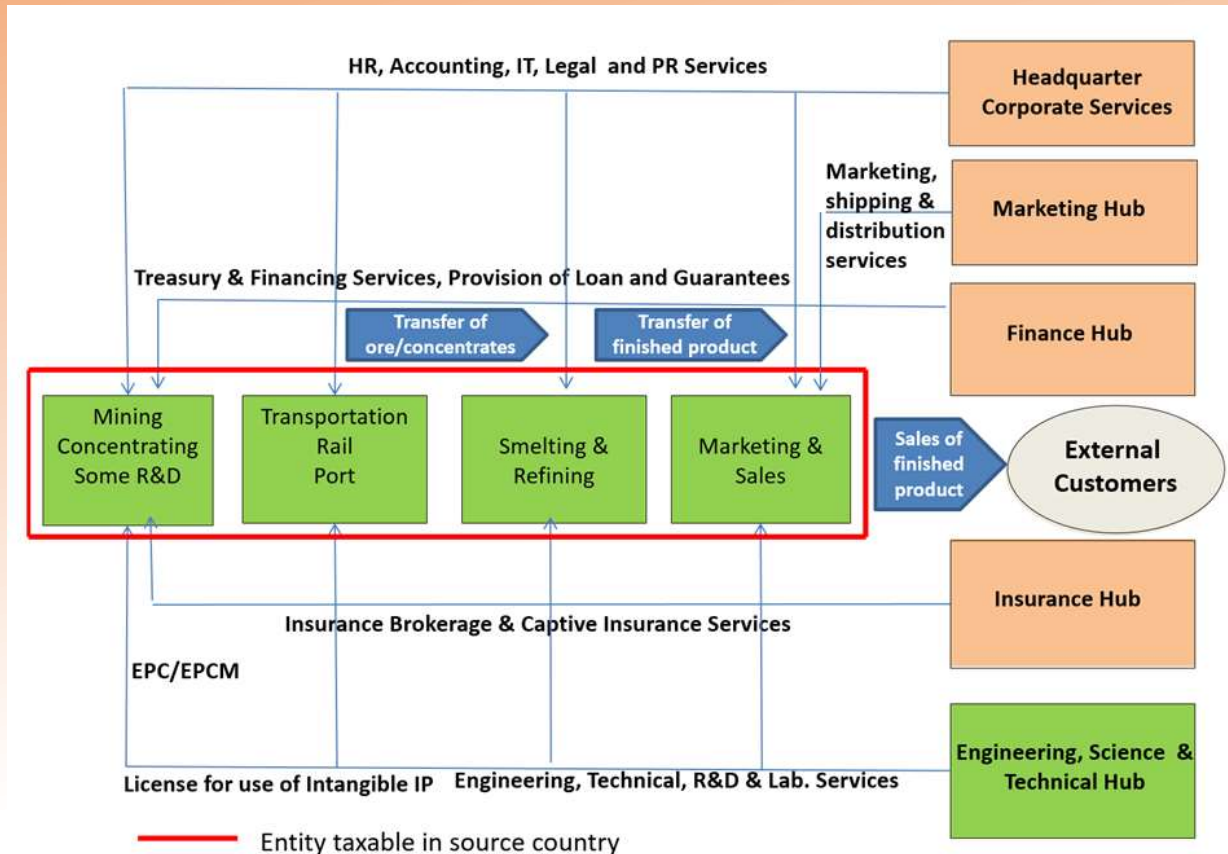 HR, Accounting, IT, Legal and PR Services
Headquarter
Corporate Services
Marketing,
shipping &
distribution
services
Marketing Hub
Treasury & Financing Services, Provision of Loan and Guarantees
Finance Hub
Transfer of
ore/concentrates
Transfer of
finished product
Mining
Concentrating
Some R&D
Transportation
Rail
Port
Smelting &
Refining
Marketing &
Sales
Sales of
finished
product
External
Customers
Insurance Hub
Insurance Brokerage & Captive Insurance Services
EPC/EPCM
Engineering, Science &
Technical Hub
License for use of Intangible IP
Engineering, Technical, R&D & Lab. Services
Entity taxable in source country